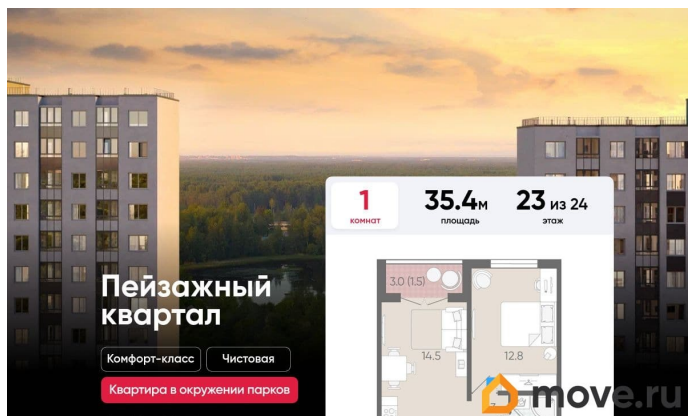 1
комнат
35.4м
площадь
23 из 24
этаж
Пейзажный
квартал
Комфорт-класс
Чистовая
Квартира в окружении парков
3.0 (1.5)
14.5
12.8
move.ru